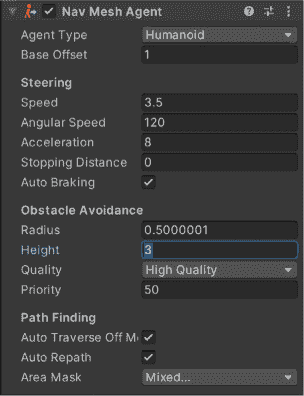 Nav Mesh Agent
Agent Type Humanoid
Base Offset 1
Steering
Speed 3.5
Angular Speed 120
Acceleration 8
Stopping Distance 0
Auto Braking
Obstacle Avoidance
Radius 0.5000001
Height 3
Quality High Quality
Priority 50
Path Finding
Auto Traverse Off M
Auto Repath
Area Mask Mixed...